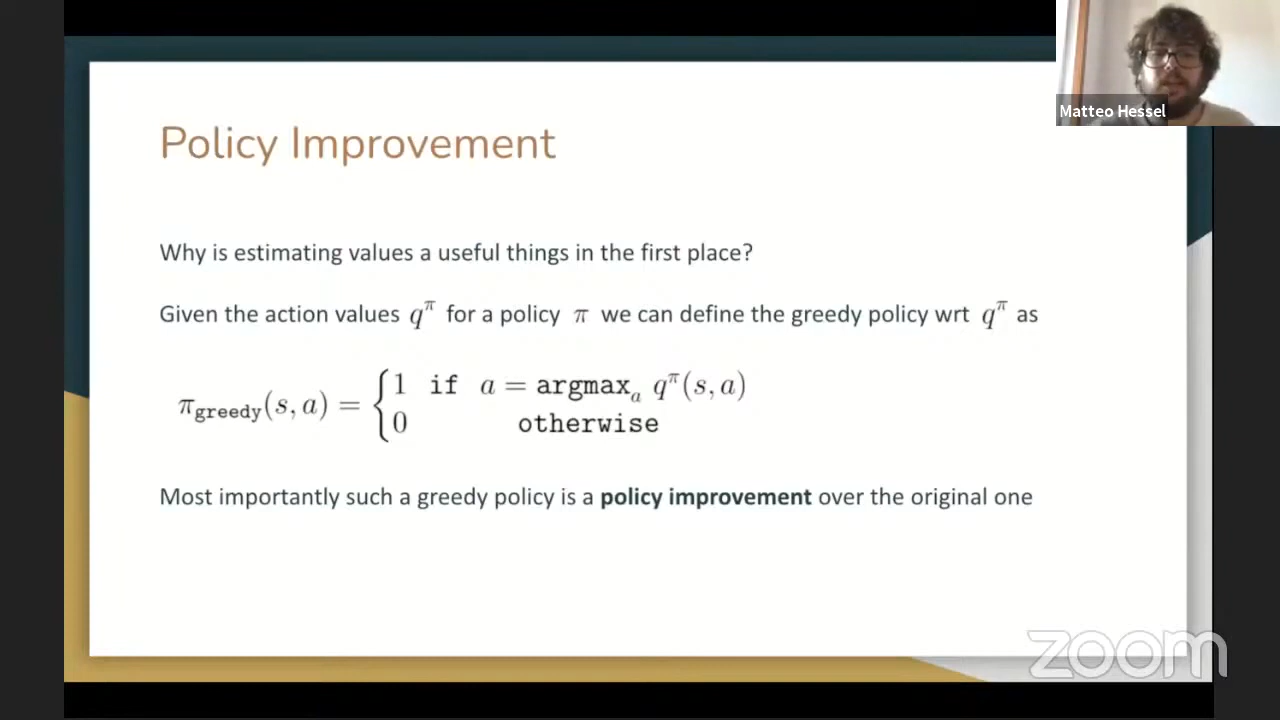 Matteo Hessel
Policy Improvement
Why is estimating values a useful things in the first place?
Given the action values q^π for a policy π we can define the greedy policy wrt q^π as
π_greedy(s, a) = { 1 if a = argmax_a q^π(s, a)
0 otherwise
Most importantly such a greedy policy is a policy improvement over the original one
zoom